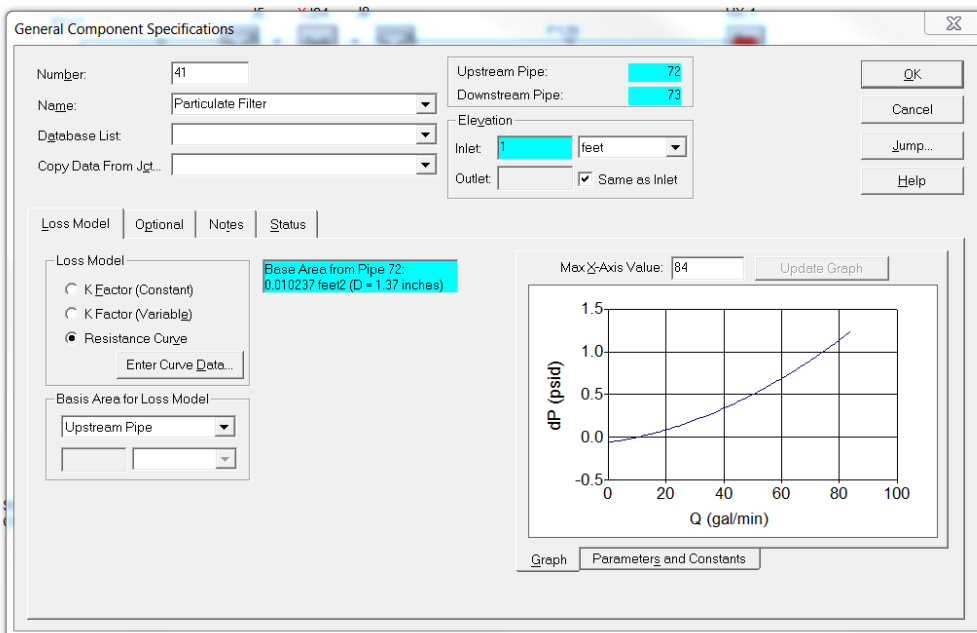 General Component Specifications
Number:
41
Name:
Particulate Filter
Database List:
Copy Data From Jct...
Upstream Pipe:
72
Downstream Pipe:
73
Elevation
Inlet:
1
feet
Outlet:
Same as Inlet
OK
Cancel
Jump...
Help
Loss Model
Optional
Notes
Status
Loss Model
K Factor (Constant)
K Factor (Variable)
Resistance Curve
Enter Curve Data...
Basis Area for Loss Model
Upstream Pipe
Base Area from Pipe 72:
0.010237 feet2 (D = 1.37 inches)
Max X-Axis Value:
84
Update Graph
dP (psid)
1.5
1.0
0.5
0.0
-0.5
0 20 40 60 80 100
Q (gal/min)
Graph
Parameters and Constants